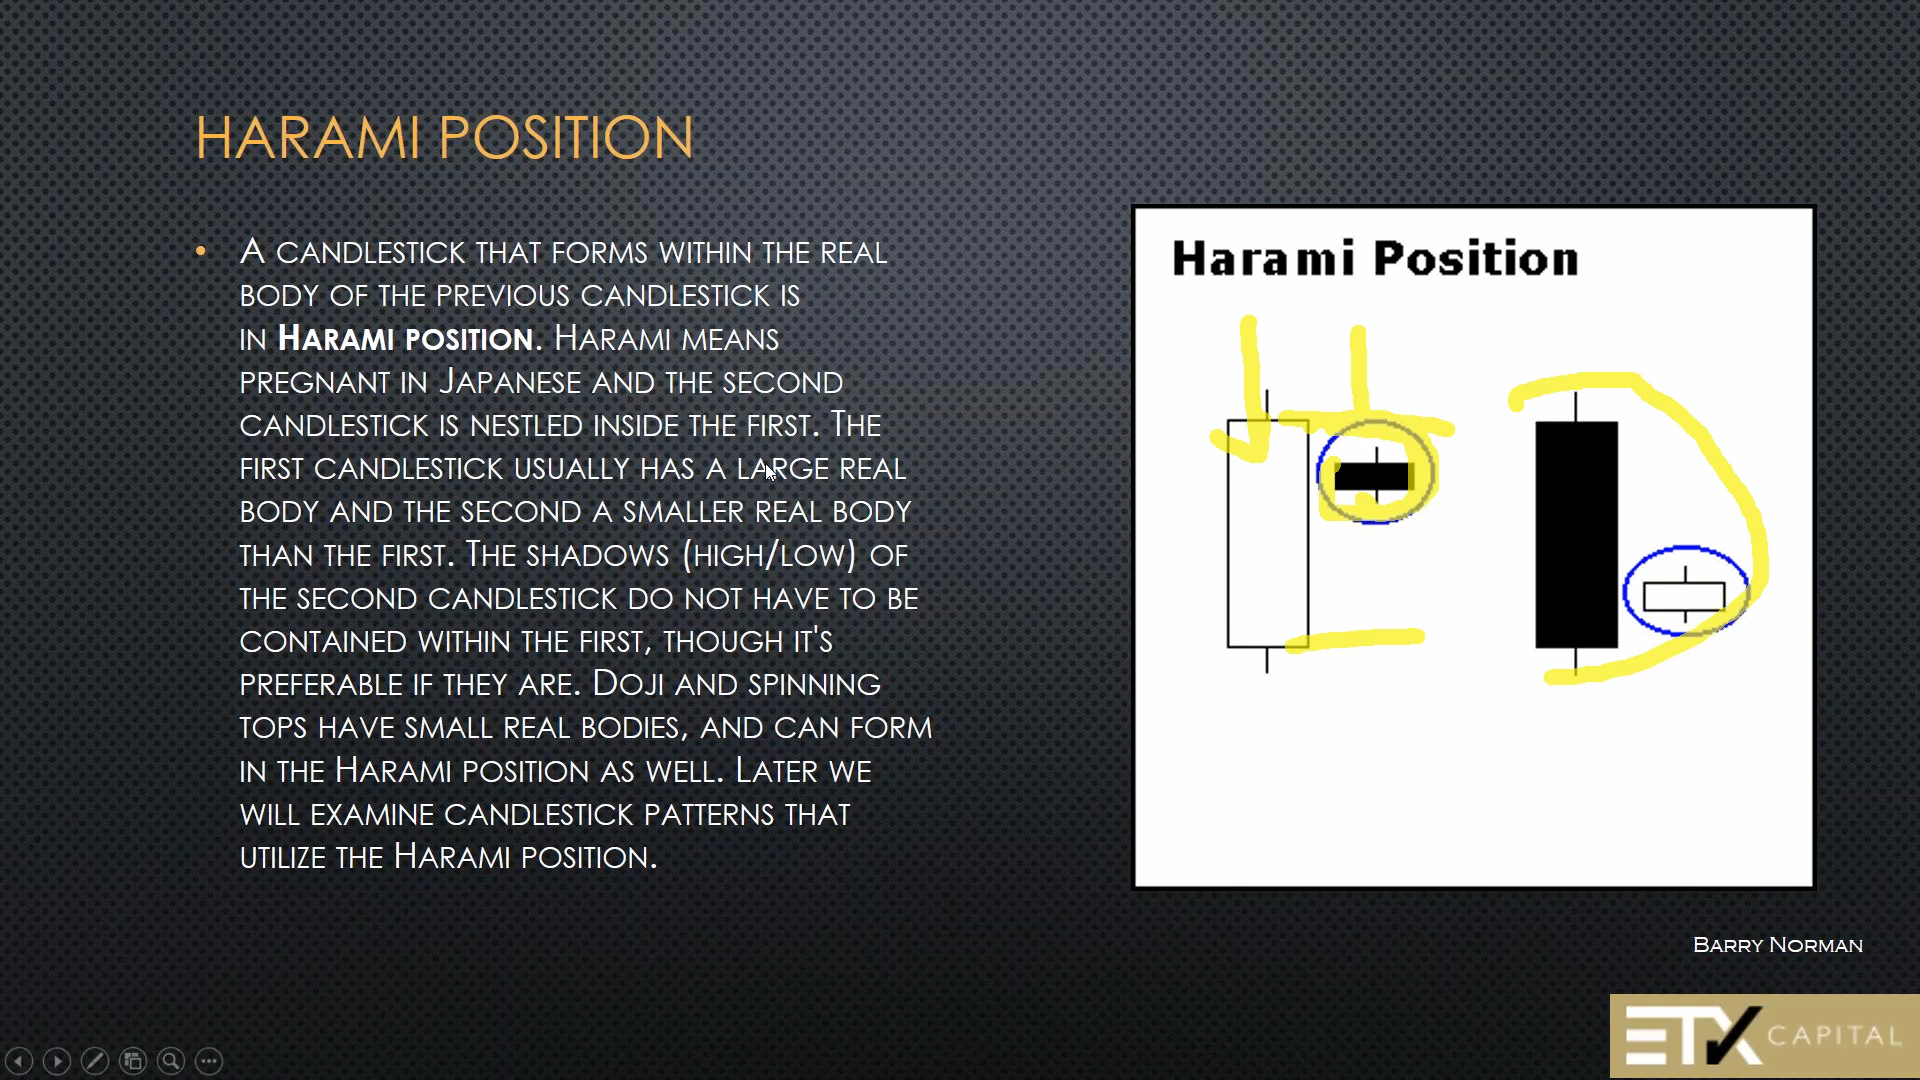 HARAMI POSITION
• A CANDLESTICK THAT FORMS WITHIN THE REAL
BODY OF THE PREVIOUS CANDLESTICK IS
IN HARAMI POSITION. HARAMI MEANS
PREGNANT IN JAPANESE AND THE SECOND
CANDLESTICK IS NESTLED INSIDE THE FIRST. THE
FIRST CANDLESTICK USUALLY HAS A LARGE REAL
BODY AND THE SECOND A SMALLER REAL BODY
THAN THE FIRST. THE SHADOWS (HIGH/LOW) OF
THE SECOND CANDLESTICK DO NOT HAVE TO BE
CONTAINED WITHIN THE FIRST, THOUGH IT'S
PREFERABLE IF THEY ARE. DOJI AND SPINNING
TOPS HAVE SMALL REAL BODIES, AND CAN FORM
IN THE HARAMI POSITION AS WELL. LATER WE
WILL EXAMINE CANDLESTICK PATTERNS THAT
UTILIZE THE HARAMI POSITION.
Harami Position
BARRY NORMAN
ETX CAPITAL